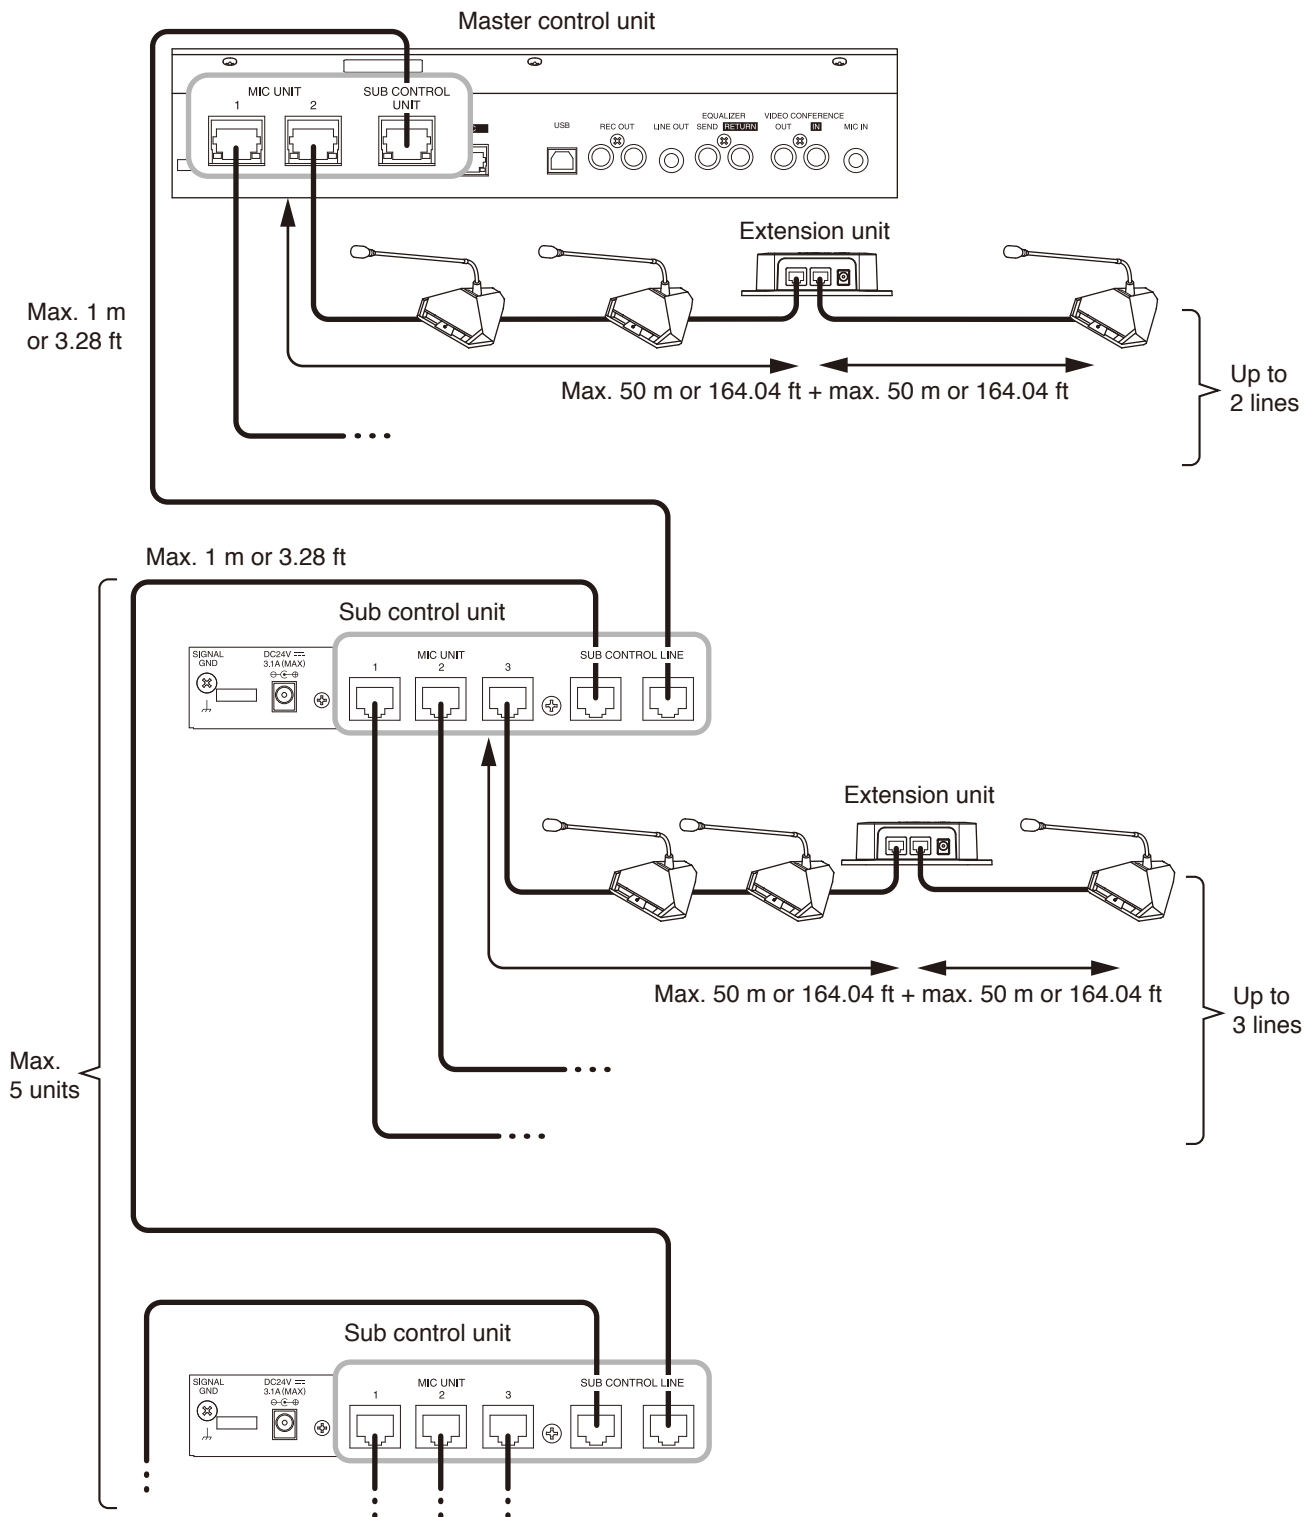 Master control unit
MIC UNIT
1 2
SUB CONTROL
UNIT
USB
REC OUT
LINE OUT
EQUALIZER
SEND RETURN
VIDEO CONFERENCE
OUT IN
MIC IN
Extension unit
Max. 1 m
or 3.28 ft
Max. 50 m or 164.04 ft + max. 50 m or 164.04 ft
Up to
2 lines
Max. 1 m or 3.28 ft
Sub control unit
SIGNAL
GND
DC24V
3.1A (MAX)
MIC UNIT
1 2 3
SUB CONTROL LINE
Extension unit
Max. 50 m or 164.04 ft + max. 50 m or 164.04 ft
Up to
3 lines
Max.
5 units
Sub control unit
SIGNAL
GND
DC24V
3.1A (MAX)
MIC UNIT
1 2 3
SUB CONTROL LINE